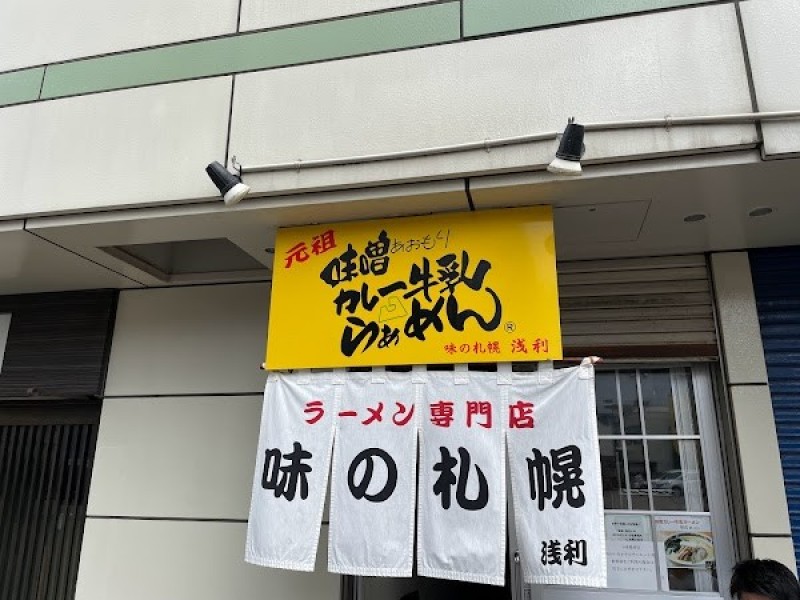 元祖
味噌 あおもり
カレー牛乳
らぁめん®
味の札幌 浅利
ラーメン専門店
味の札幌
浅利